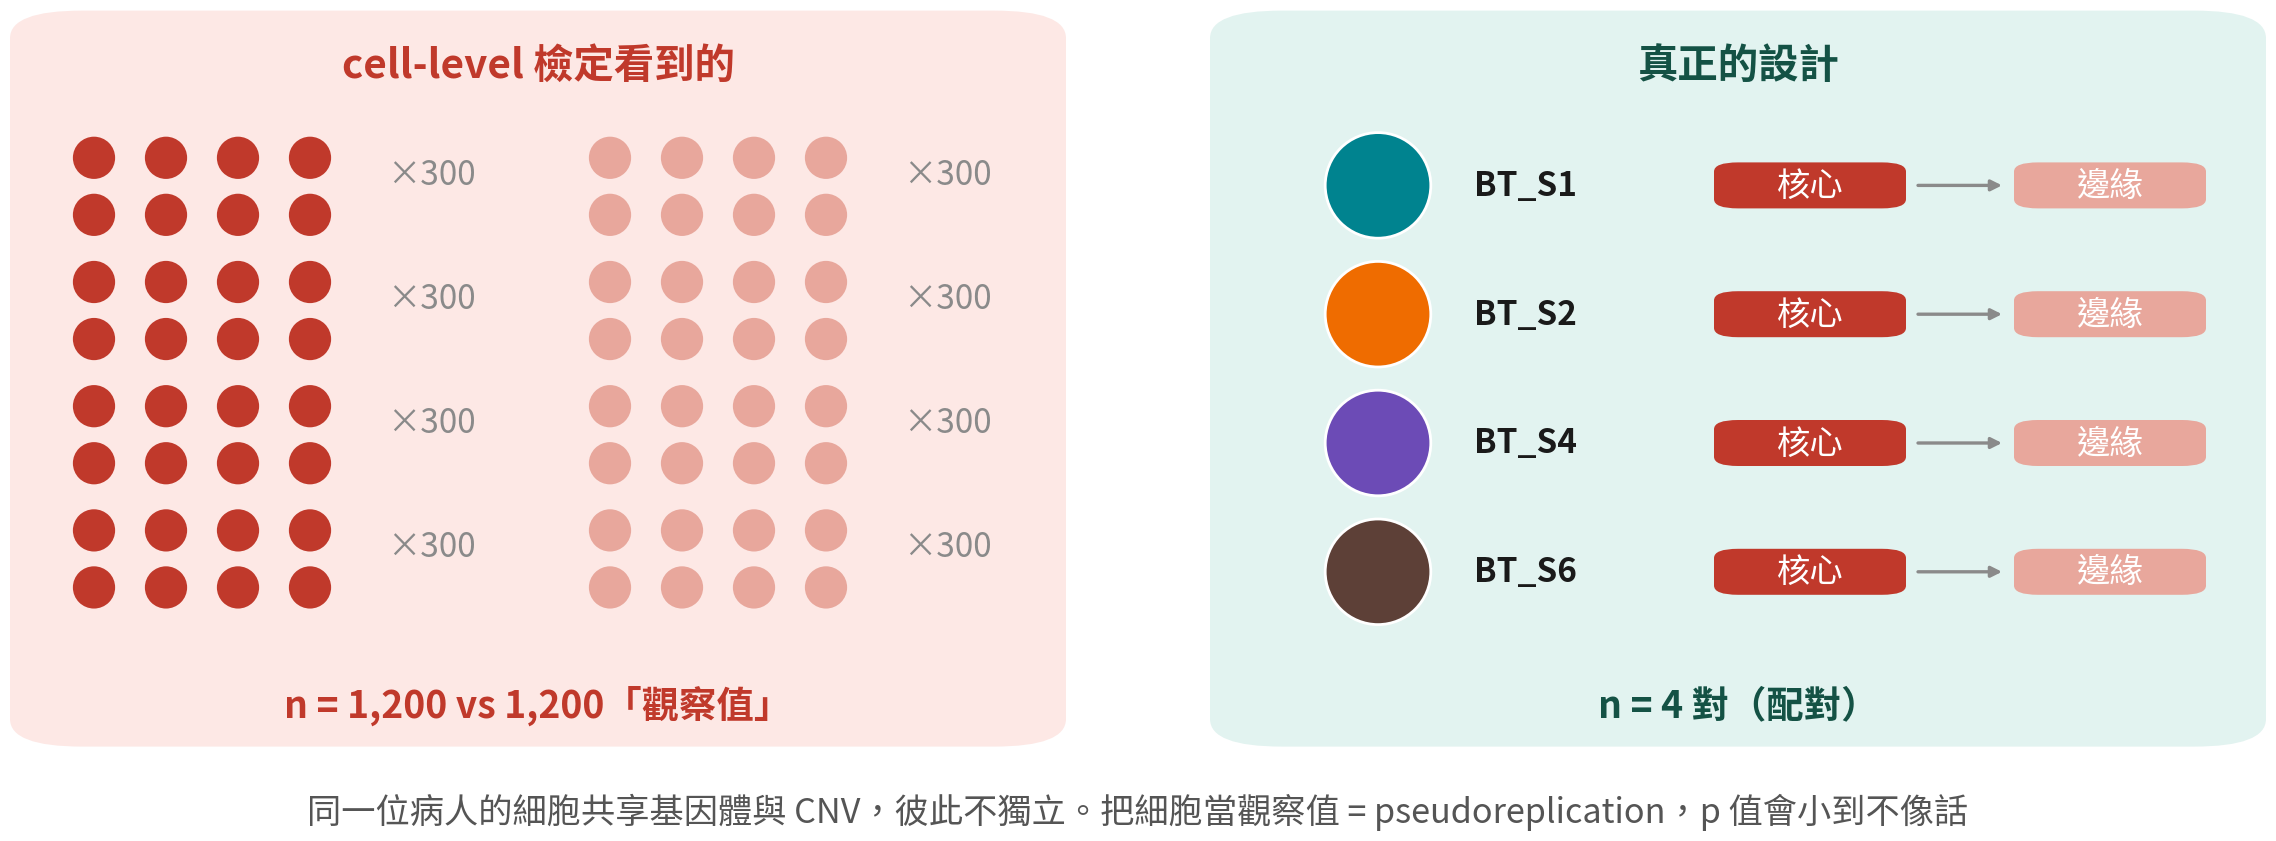 cell-level 檢定看到的
×300 ×300
×300 ×300
×300 ×300
×300 ×300
n = 1,200 vs 1,200「觀察值」
真正的設計
BT_S1 核心 邊緣
BT_S2 核心 邊緣
BT_S4 核心 邊緣
BT_S6 核心 邊緣
n = 4 對（配對）
同一位病人的細胞共享基因體與 CNV，彼此不獨立。把細胞當觀察值 = pseudoreplication，p 值會小到不像話